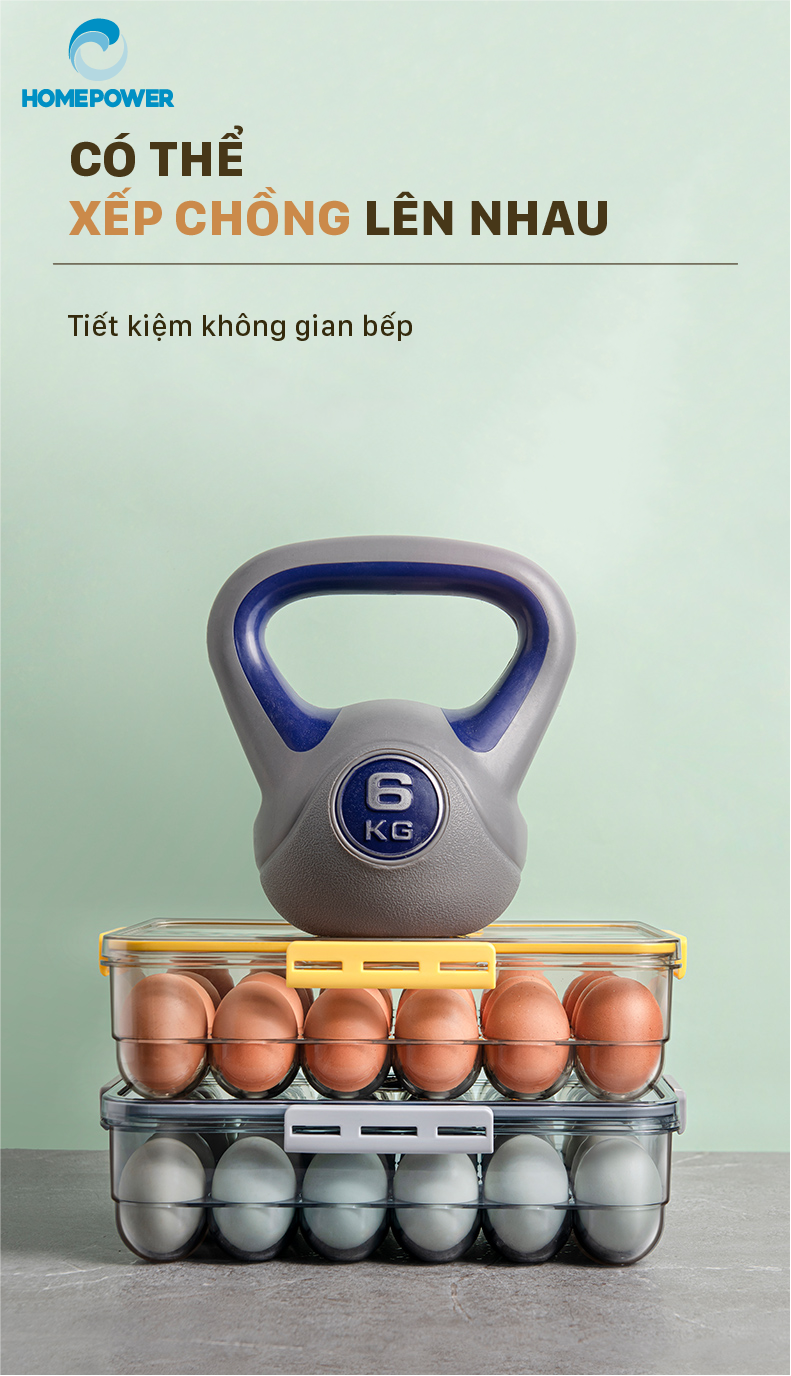 HOMEPOWER
CÓ THỂ
XẾP CHỒNG LÊN NHAU
Tiết kiệm không gian bếp
6
KG